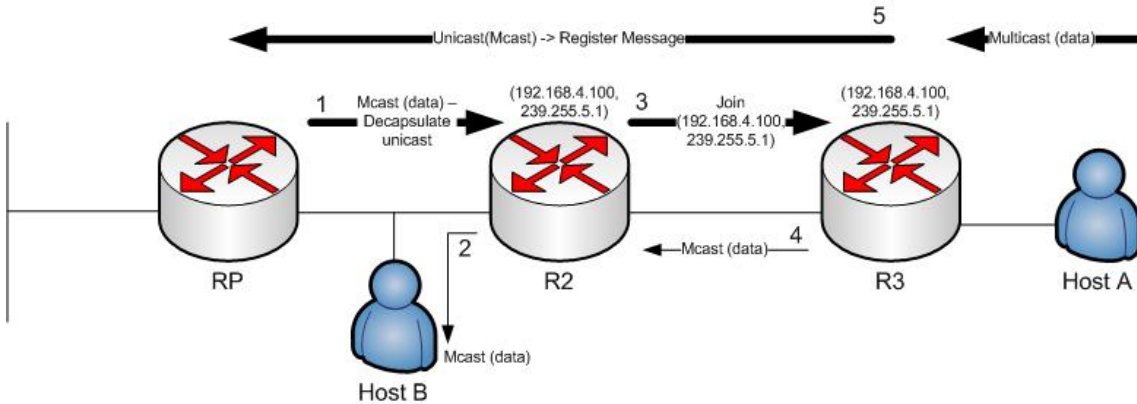 5
Unicast(Mcast) -> Register Message
Multicast (data)
1
Mcast (data) –
Decapsulate
unicast
(192.168.4.100,
239.255.5.1)
3
Join
(192.168.4.100,
239.255.5.1)
(192.168.4.100,
239.255.5.1)
2
Mcast (data)
4
RP
R2
R3
Host A
Mcast (data)
Host B